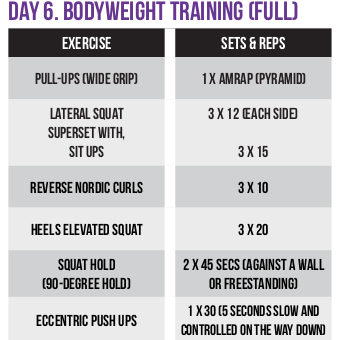 DAY 6. BODYWEIGHT TRAINING (FULL)
EXERCISE SETS & REPS
PULL-UPS (WIDE GRIP) 1 X AMRAP (PYRAMID)
LATERAL SQUAT 3 X 12 (EACH SIDE)
SUPERSET WITH,
SIT UPS 3 X 15
REVERSE NORDIC CURLS 3 X 10
HEELS ELEVATED SQUAT 3 X 20
SQUAT HOLD 2 X 45 SECS (AGAINST A WALL
(90-DEGREE HOLD) OR FREESTANDING)
ECCENTRIC PUSH UPS 1 X 30 (5 SECONDS SLOW AND
CONTROLLED ON THE WAY DOWN)